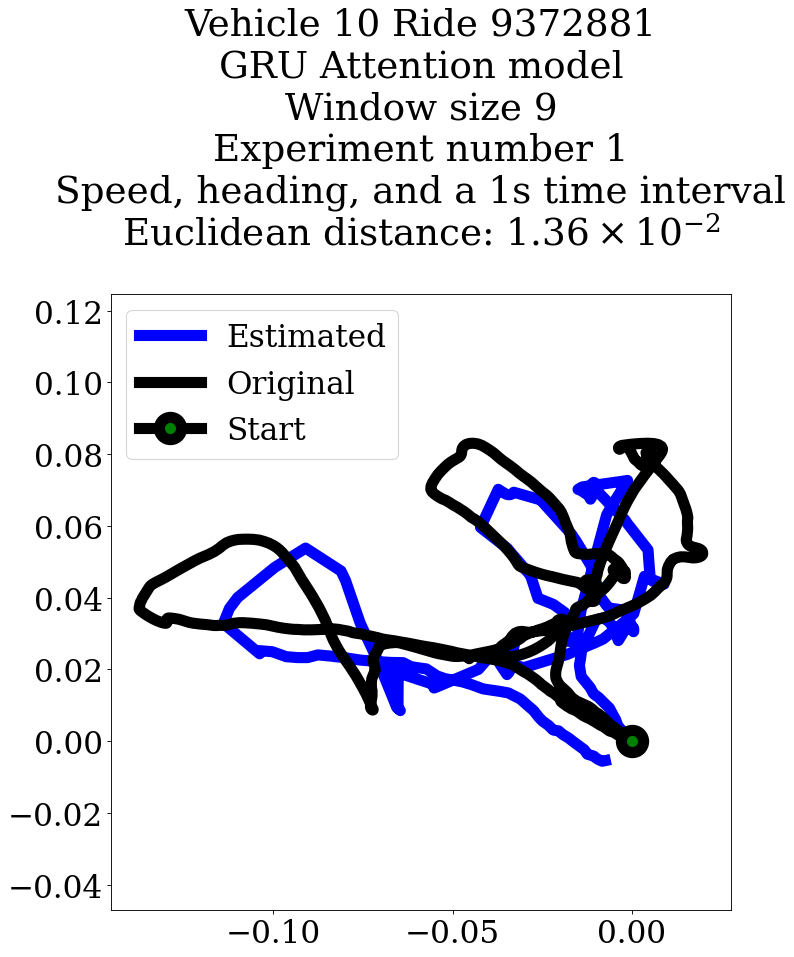 Vehicle 10 Ride 9372881
GRU Attention model
Window size 9
Experiment number 1
Speed, heading, and a 1s time interval
Euclidean distance: 1.36 × 10⁻²
Estimated
Original
Start
0.12
0.10
0.08
0.06
0.04
0.02
0.00
−0.02
−0.04
−0.10
−0.05
0.00